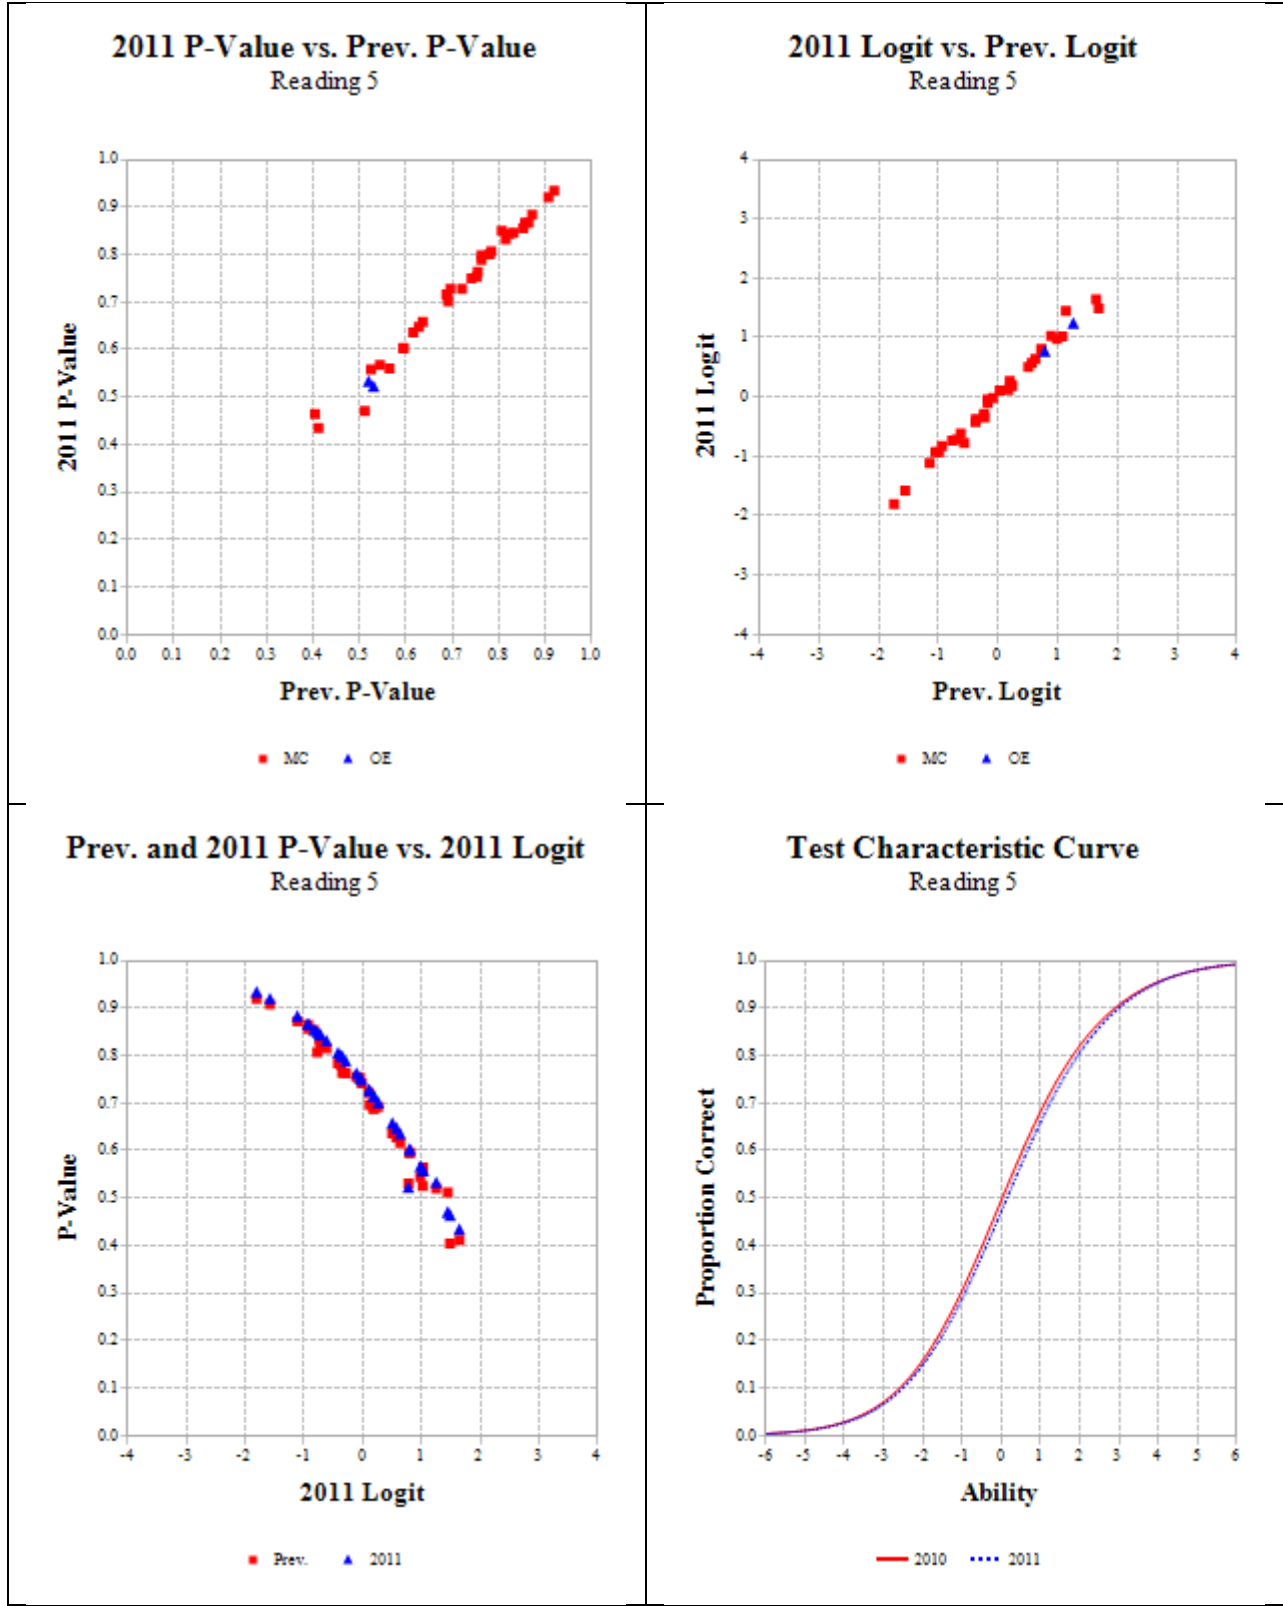 2011 P-Value vs. Prev. P-Value
Reading 5
1.0
0.9
0.8
0.7
0.6
0.5
0.4
0.3
0.2
0.1
0.0
0.0 0.1 0.2 0.3 0.4 0.5 0.6 0.7 0.8 0.9 1.0
2011 P-Value
Prev. P-Value
MC OE
2011 Logit vs. Prev. Logit
Reading 5
4
3
2
1
0
-1
-2
-3
-4
-4 -3 -2 -1 0 1 2 3 4
2011 Logit
Prev. Logit
MC OE
Prev. and 2011 P-Value vs. 2011 Logit
Reading 5
1.0
0.9
0.8
0.7
0.6
0.5
0.4
0.3
0.2
0.1
0.0
-4 -3 -2 -1 0 1 2 3 4
P-Value
2011 Logit
Prev. 2011
Test Characteristic Curve
Reading 5
1.0
0.9
0.8
0.7
0.6
0.5
0.4
0.3
0.2
0.1
0.0
-6 -5 -4 -3 -2 -1 0 1 2 3 4 5 6
Proportion Correct
Ability
2010 2011